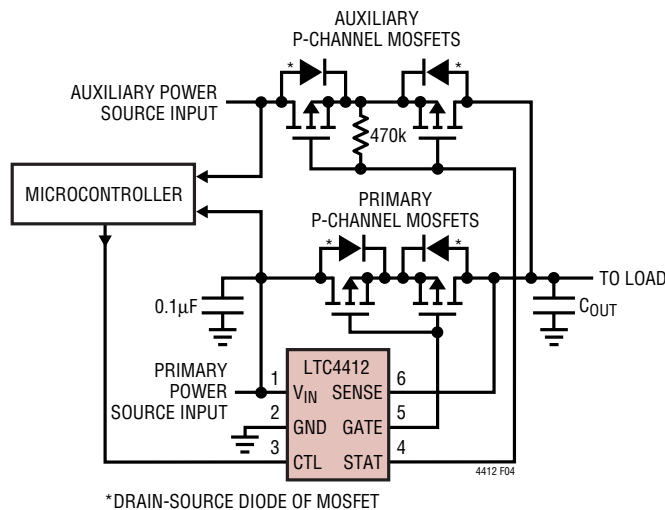 AUXILIARY
P-CHANNEL MOSFETS
*
*
AUXILIARY POWER
SOURCE INPUT
470k
MICROCONTROLLER
PRIMARY
P-CHANNEL MOSFETS
*
*
TO LOAD
0.1µF
COUT
PRIMARY
POWER
SOURCE INPUT
LTC4412
1
VIN
SENSE
6
2
GND
GATE
5
3
CTL
STAT
4
4412 F04
*DRAIN-SOURCE DIODE OF MOSFET